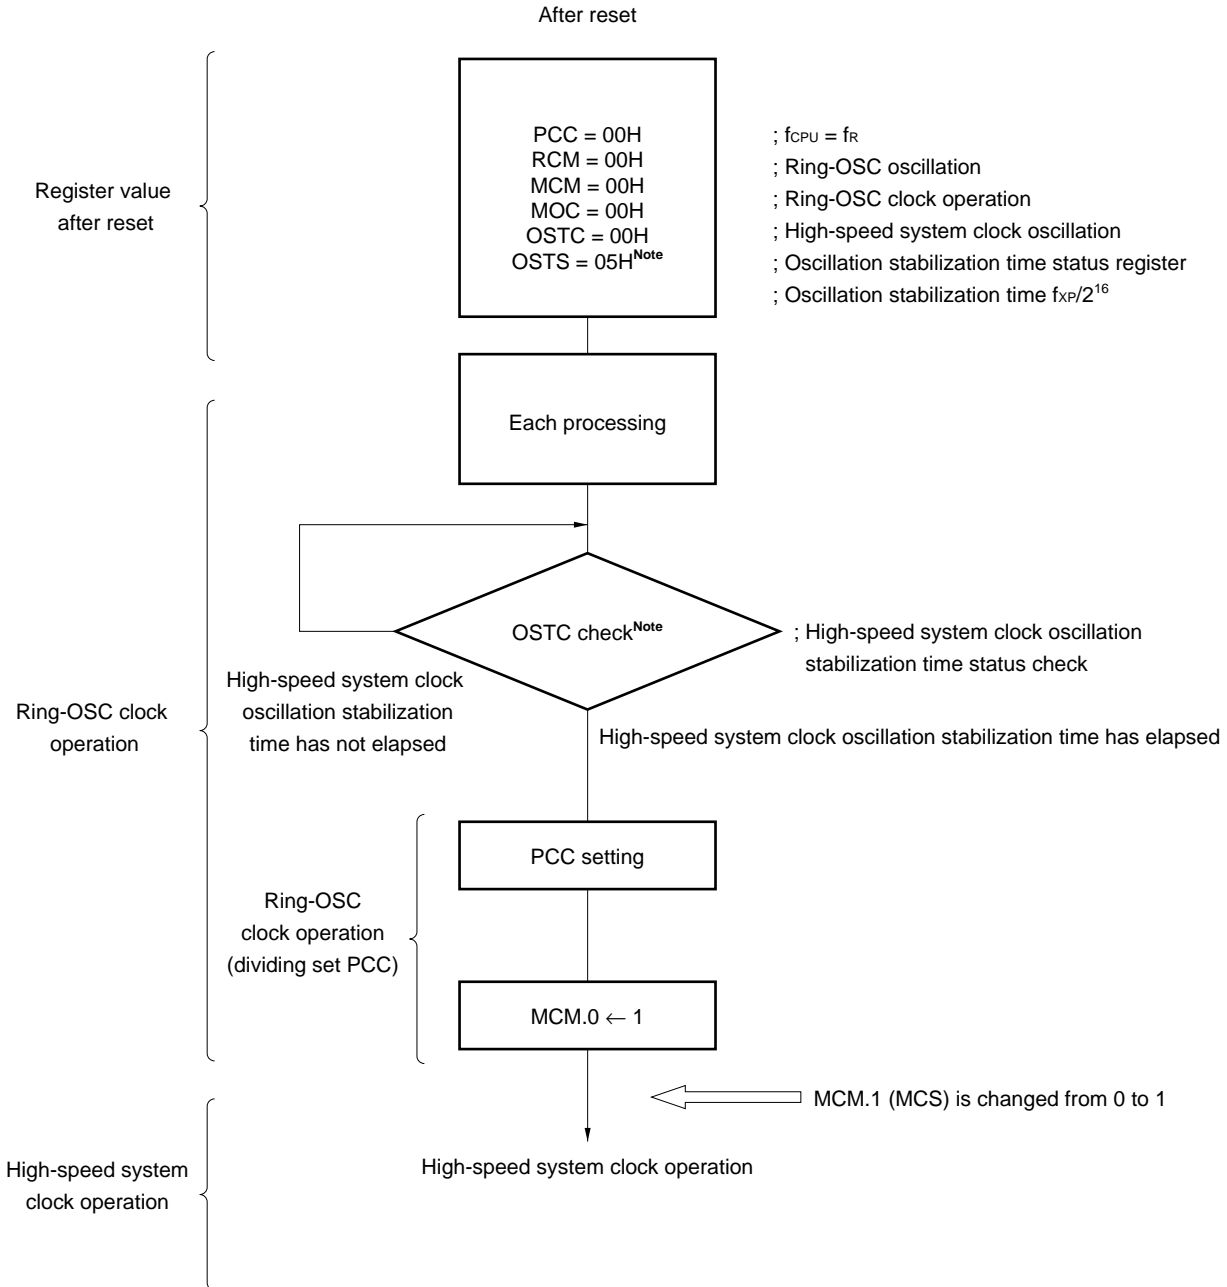 After reset
Register value
after reset
PCC = 00H
RCM = 00H
MCM = 00H
MOC = 00H
OSTC = 00H
OSTS = 05HNote
; fCPU = fR
; Ring-OSC oscillation
; Ring-OSC clock operation
; High-speed system clock oscillation
; Oscillation stabilization time status register
; Oscillation stabilization time fXP/2^16
Each processing
Ring-OSC clock
operation
OSTC checkNote
; High-speed system clock oscillation
stabilization time status check
High-speed system clock
oscillation stabilization
time has not elapsed
High-speed system clock oscillation stabilization time has elapsed
Ring-OSC
clock operation
(dividing set PCC)
PCC setting
MCM.0 ← 1
MCM.1 (MCS) is changed from 0 to 1
High-speed system
clock operation
High-speed system clock operation